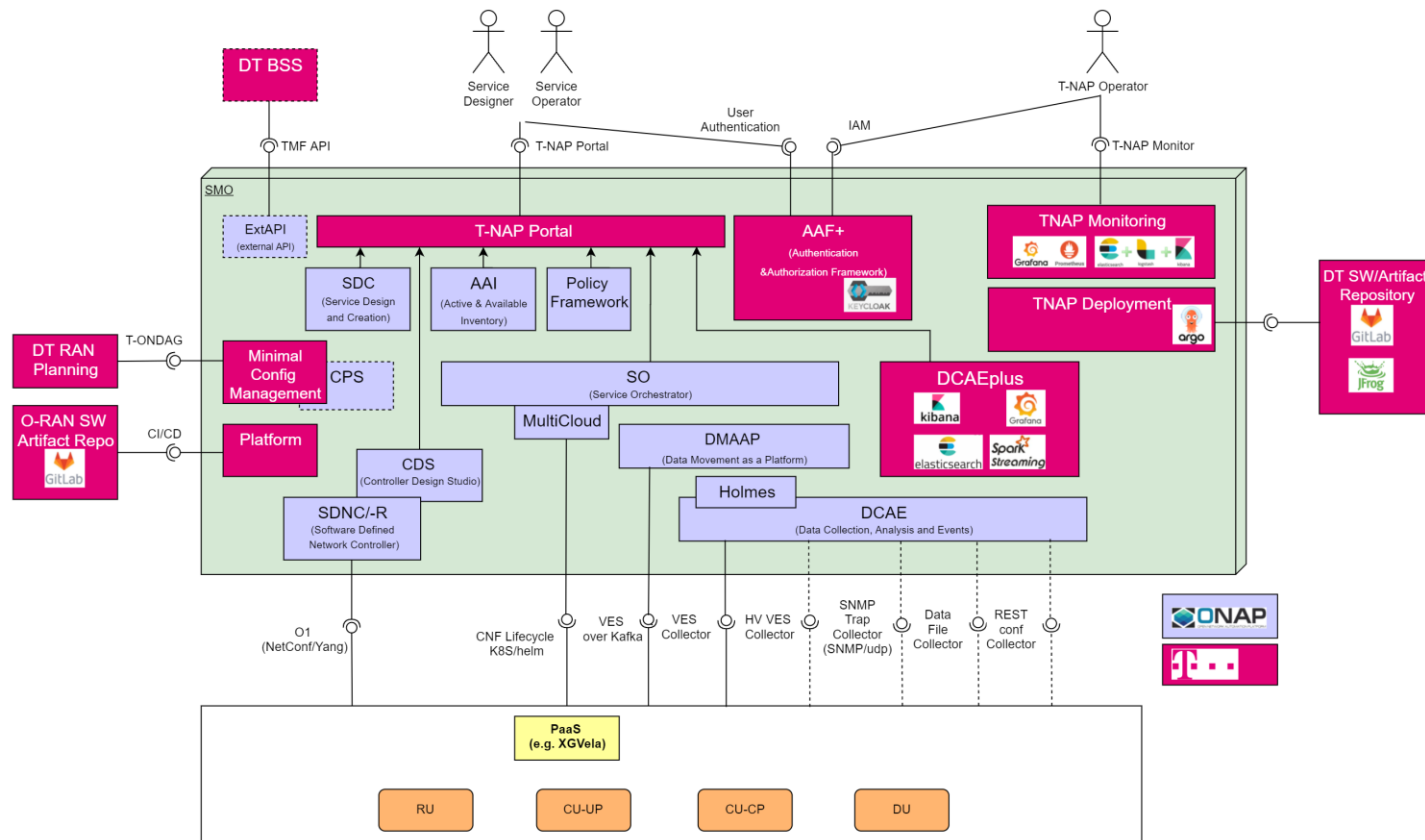 DT BSS
Service
Designer
Service
Operator
T-NAP Operator
User
Authentication
IAM
TMF API
T-NAP Portal
T-NAP Monitor
SMO
ExtAPI
(external API)
T-NAP Portal
AAF+
(Authentication
&Authorization Framework)
KEYCLOAK
TNAP Monitoring
Grafana
Prometheus
elasticsearch
logstash
kibana
SDC
(Service Design
and Creation)
AAI
(Active & Available
Inventory)
Policy
Framework
TNAP Deployment
argo
DT SW/Artifact
Repository
GitLab
JFrog
DT RAN
Planning
T-ONDAG
Minimal
Config
Management
CPS
SO
(Service Orchestrator)
MultiCloud
DCAEplus
kibana
Grafana
elasticsearch
Spark
Streaming
O-RAN SW
Artifact Repo
GitLab
CI/CD
Platform
DMAAP
(Data Movement as a Platform)
CDS
(Controller Design Studio)
Holmes
SDNC/-R
(Software Defined
Network Controller)
DCAE
(Data Collection, Analysis and Events)
O1
(NetConf/Yang)
CNF Lifecycle
K8S/helm
VES
over Kafka
VES
Collector
HV VES
Collector
SNMP
Trap
Collector
(SNMP/udp)
Data
File
Collector
REST
conf
Collector
ONAP
T
PaaS
(e.g. XGVela)
RU
CU-UP
CU-CP
DU